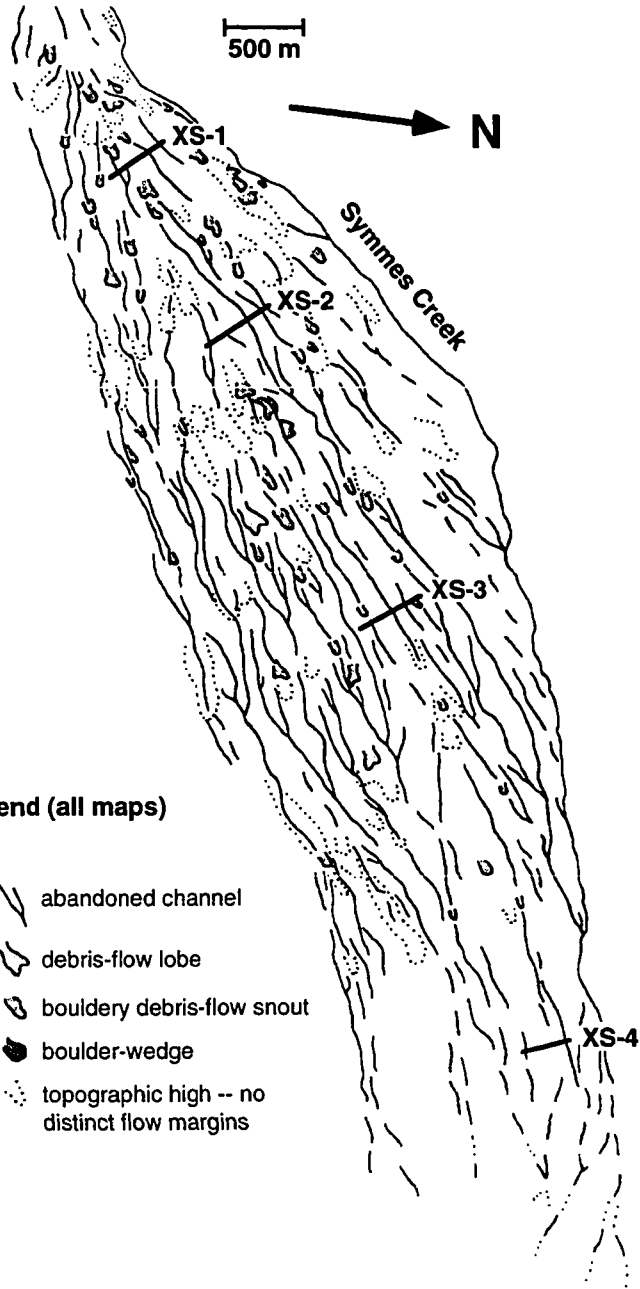 500 m
N
XS-1
Symmes Creek
XS-2
XS-3
end (all maps)
abandoned channel
debris-flow lobe
bouldery debris-flow snout
boulder-wedge
topographic high -- no
distinct flow margins
XS-4